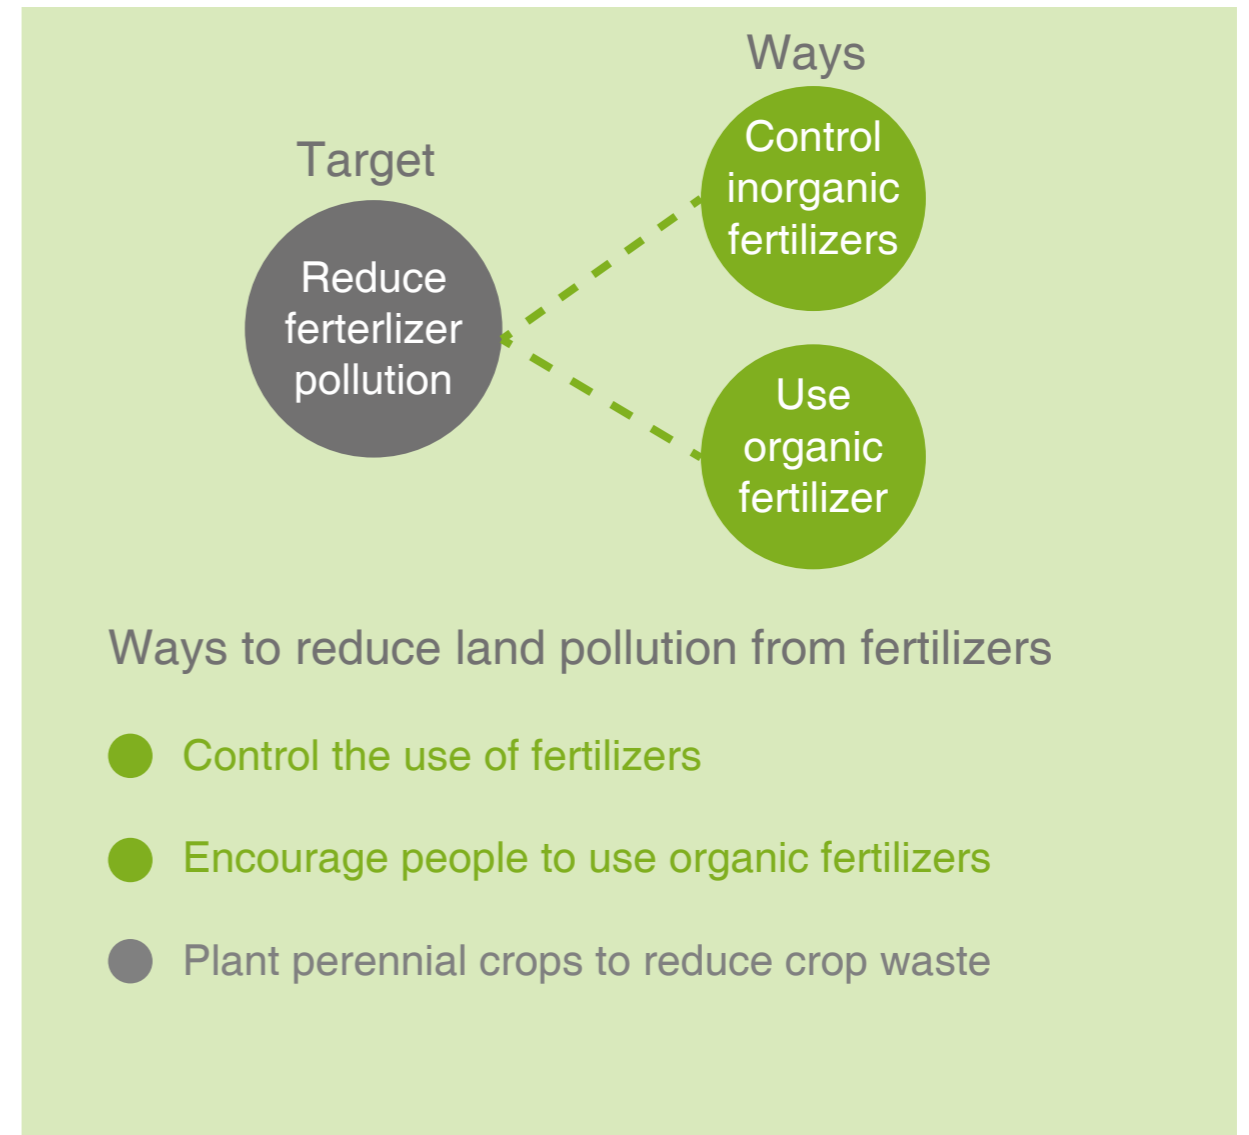 Ways
Target
Control
inorganic
fertilizers
Reduce
ferterlizer
pollution
Use
organic
fertilizer
Ways to reduce land pollution from fertilizers
Control the use of fertilizers
Encourage people to use organic fertilizers
Plant perennial crops to reduce crop waste